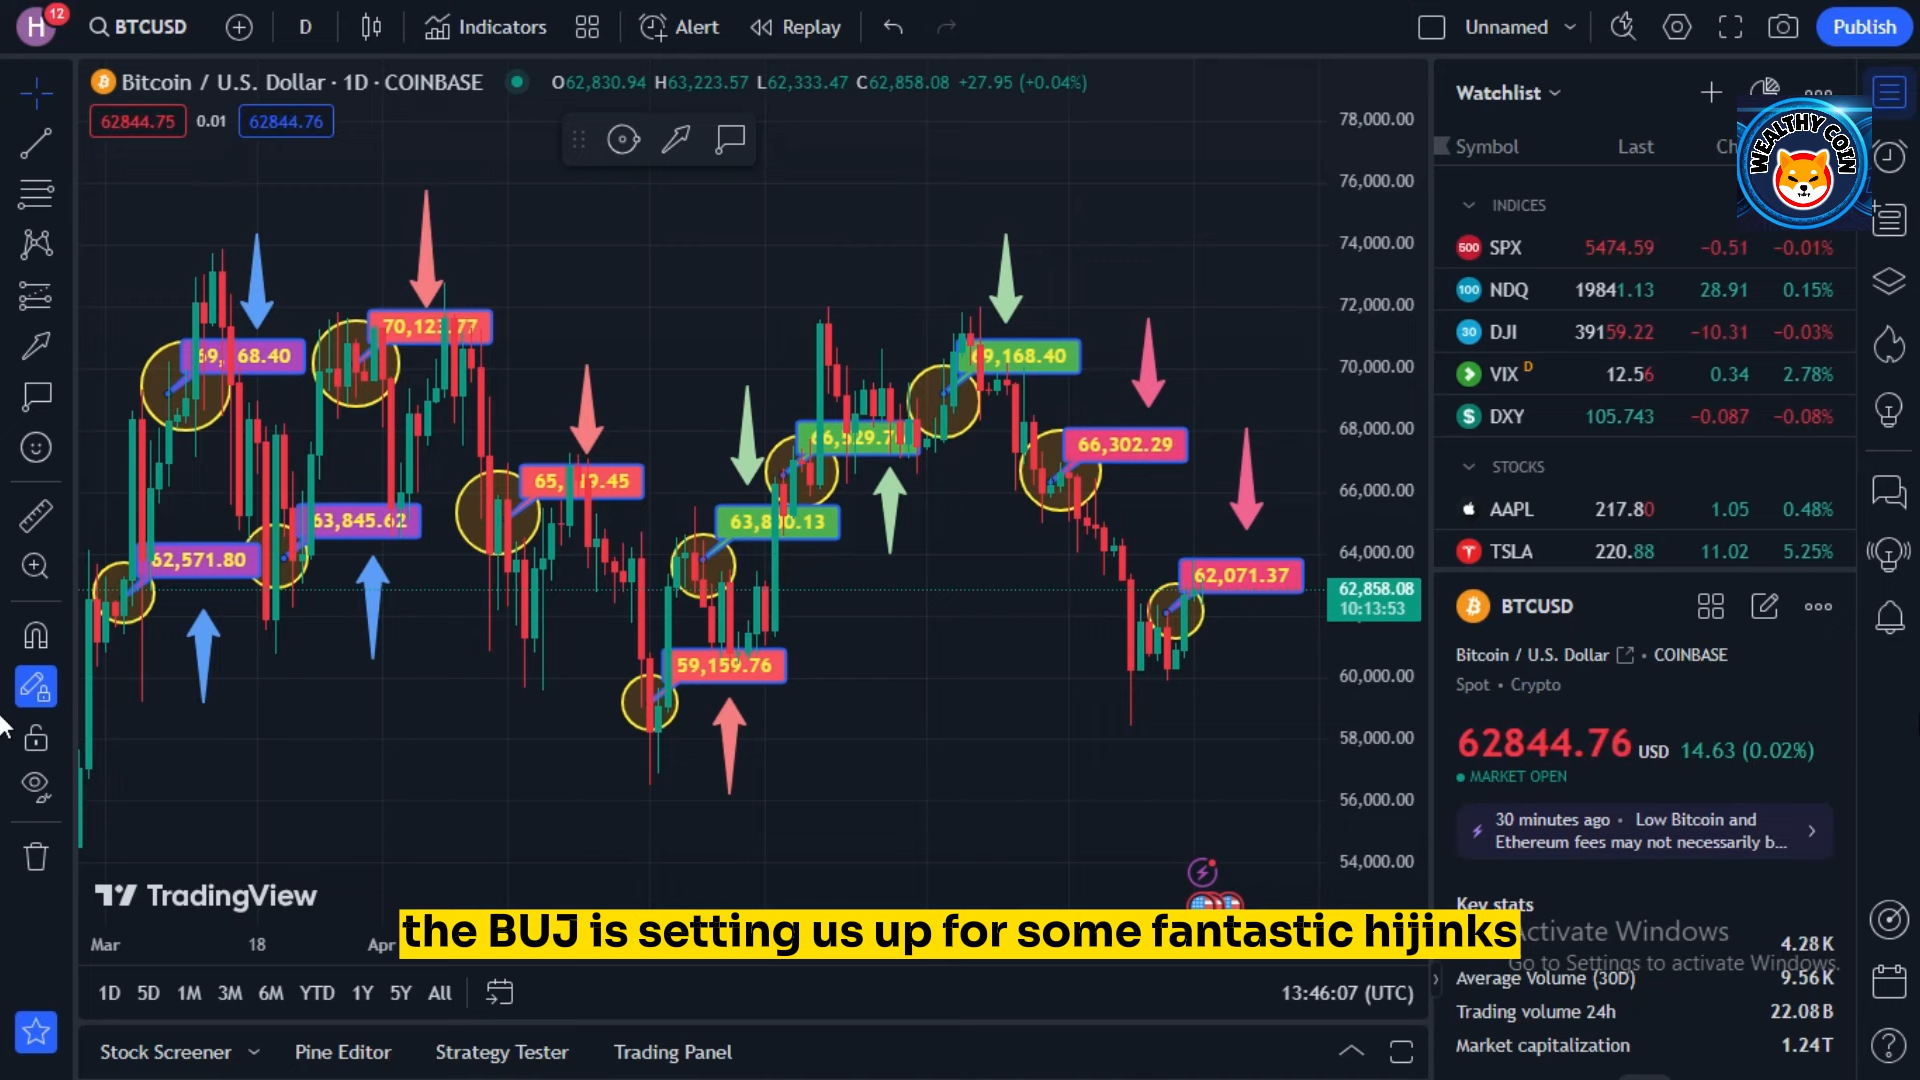 H 12 BTCUSD D Indicators Alert Replay Unnamed Publish
Bitcoin / U.S. Dollar · 1D · COINBASE O62,830.94 H63,223.57 L62,333.47 C62,858.08 +27.95 (+0.04%)
62844.75 0.01 62844.76
78,000.00
76,000.00
74,000.00
72,000.00
70,000.00
68,000.00
66,000.00
64,000.00
62,858.08
10:13:53
60,000.00
58,000.00
56,000.00
54,000.00
70,123.77
69,168.40
66,302.29
63,845.62
62,571.80
62,071.37
59,159.76
TradingView
Mar 18 Apr
the BUJ is setting us up for some fantastic hijinks
1D 5D 1M 3M 6M YTD 1Y 5Y All 13:46:07 (UTC)
Stock Screener Pine Editor Strategy Tester Trading Panel
Watchlist
WEALTHY COIN
Symbol Last
INDICES
500 SPX 5474.59 −0.51 −0.01%
100 NDQ 19841.13 28.91 0.15%
30 DJI 39159.22 −10.31 −0.03%
VIX D 12.56 0.34 2.78%
DXY 105.743 −0.087 −0.08%
STOCKS
AAPL 217.80 1.05 0.48%
TSLA 220.88 11.02 5.25%
BTCUSD
Bitcoin / U.S. Dollar · COINBASE
Spot · Crypto
62844.76 USD 14.63 (0.02%)
MARKET OPEN
30 minutes ago · Low Bitcoin and
Ethereum fees may not necessarily b...
Key stats
Activate Windows
Go to Settings to activate Windows.
4.28K
Average Volume (30D) 9.56K
Trading volume 24h 22.08B
Market capitalization 1.24T